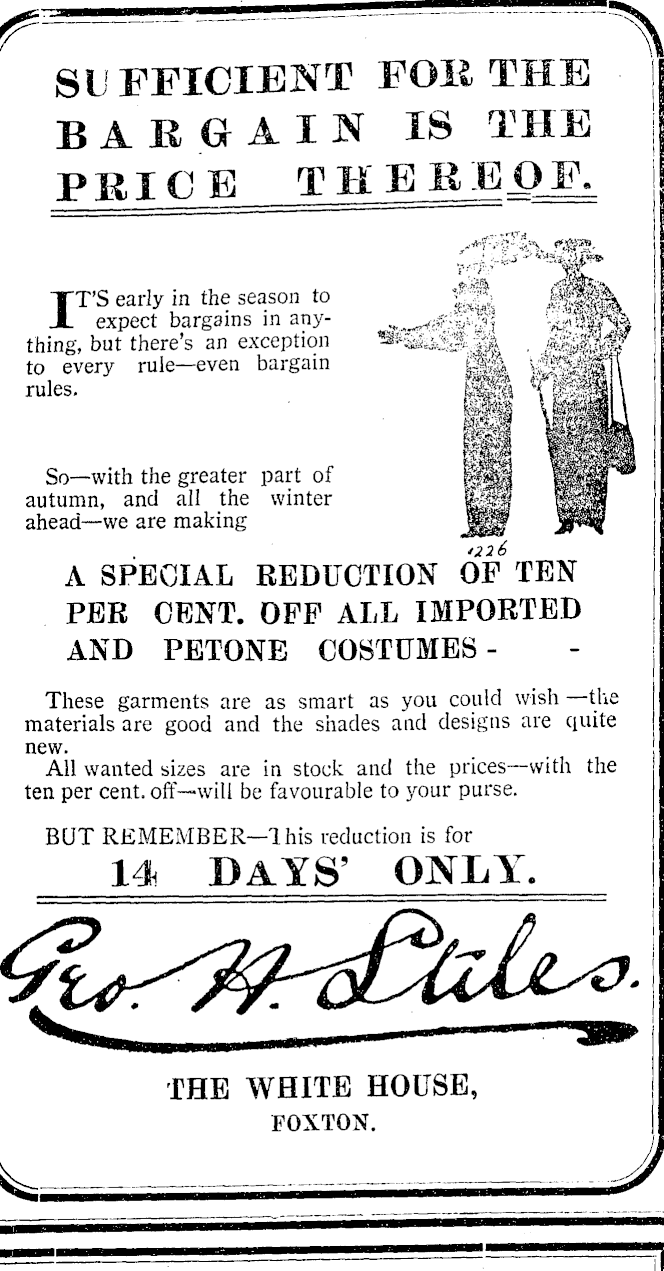 SUFFICIENT FOR THE
BARGAIN IS THE
PRICE THEREOF.
IT'S early in the season to
expect bargains in any-
thing, but there's an exception
to every rule—even bargain
rules.
So—with the greater part of
autumn, and all the winter
ahead—we are making
1226
A SPECIAL REDUCTION OF TEN
PER CENT. OFF ALL IMPORTED
AND PETONE COSTUMES - -
These garments are as smart as you could wish—the
materials are good and the shades and designs are quite
new.
All wanted sizes are in stock and the prices—with the
ten per cent. off—will be favourable to your purse.
BUT REMEMBER—This reduction is for
14 DAYS' ONLY.
Geo. H. Stiles.
THE WHITE HOUSE,
FOXTON.